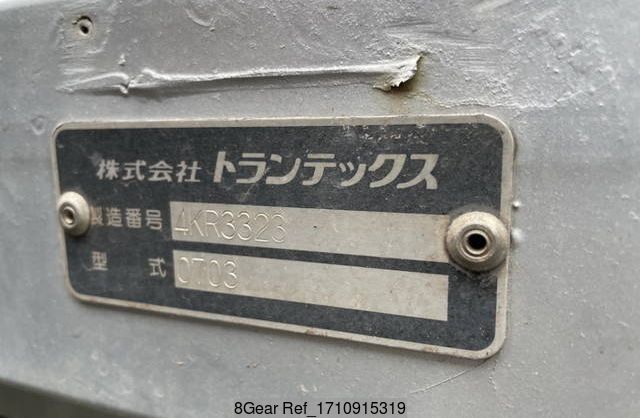 株式会社 トランテックス
製造番号 4KR3323
型式 0703
8Gear Ref_1710915319